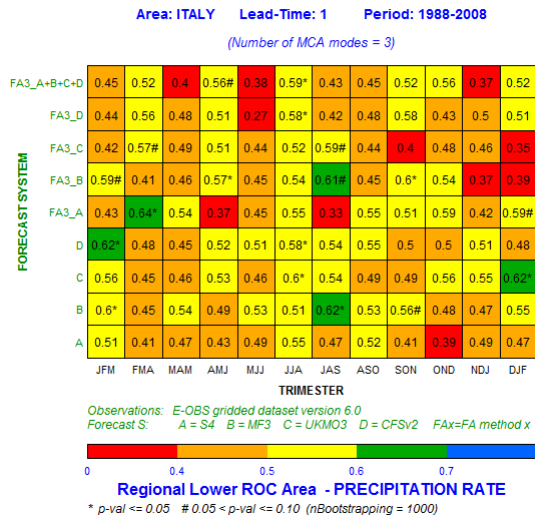 Area: ITALY Lead-Time: 1 Period: 1988-2008
(Number of MCA modes = 3)
FORECAST SYSTEM
FA3_A+B+C+D 0.45 0.52 0.4 0.56# 0.38 0.59* 0.43 0.45 0.52 0.56 0.37 0.52
FA3_D 0.44 0.56 0.48 0.51 0.27 0.58* 0.42 0.48 0.58 0.43 0.5 0.51
FA3_C 0.42 0.57# 0.49 0.51 0.44 0.52 0.59# 0.44 0.4 0.48 0.46 0.35
FA3_B 0.59# 0.41 0.46 0.57* 0.45 0.54 0.61# 0.45 0.6* 0.54 0.37 0.39
FA3_A 0.43 0.64* 0.54 0.37 0.45 0.55 0.33 0.55 0.51 0.59 0.42 0.59#
D 0.62* 0.48 0.45 0.52 0.51 0.58* 0.54 0.55 0.5 0.5 0.51 0.48
C 0.56 0.45 0.46 0.53 0.46 0.6* 0.54 0.49 0.49 0.56 0.55 0.62*
B 0.6* 0.45 0.54 0.49 0.53 0.51 0.62* 0.53 0.56# 0.48 0.47 0.55
A 0.51 0.41 0.47 0.43 0.49 0.55 0.47 0.52 0.41 0.39 0.49 0.47
JFM FMA MAM AMJ MJJ JJA JAS ASO SON OND NDJ DJF
TRIMESTER
Observations: E-OBS gridded dataset version 6.0
Forecast S: A = S4 B = MF3 C = UKMO3 D = CFSv2 FAx=FA method x
0 0.4 0.5 0.6 0.7
Regional Lower ROC Area - PRECIPITATION RATE
* p-val <= 0.05 # 0.05 < p-val <= 0.10 (nBootstrapping = 1000)